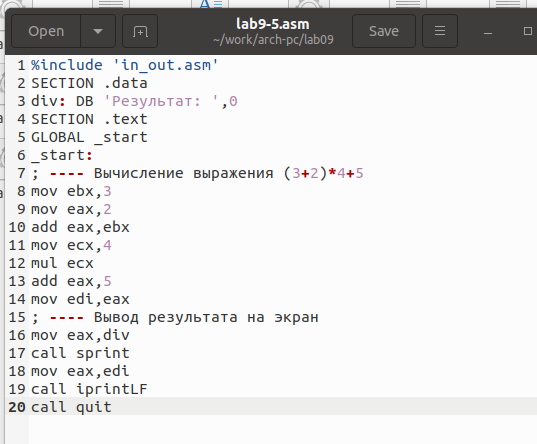 Open
lab9-5.asm
~/work/arch-pc/lab09
Save
1 %include 'in_out.asm'
2 SECTION .data
3 div: DB 'Результат: ',0
4 SECTION .text
5 GLOBAL _start
6 _start:
7 ; ---- Вычисление выражения (3+2)*4+5
8 mov ebx,3
9 mov eax,2
10 add eax,ebx
11 mov ecx,4
12 mul ecx
13 add eax,5
14 mov edi,eax
15 ; ---- Вывод результата на экран
16 mov eax,div
17 call sprint
18 mov eax,edi
19 call iprintLF
20 call quit